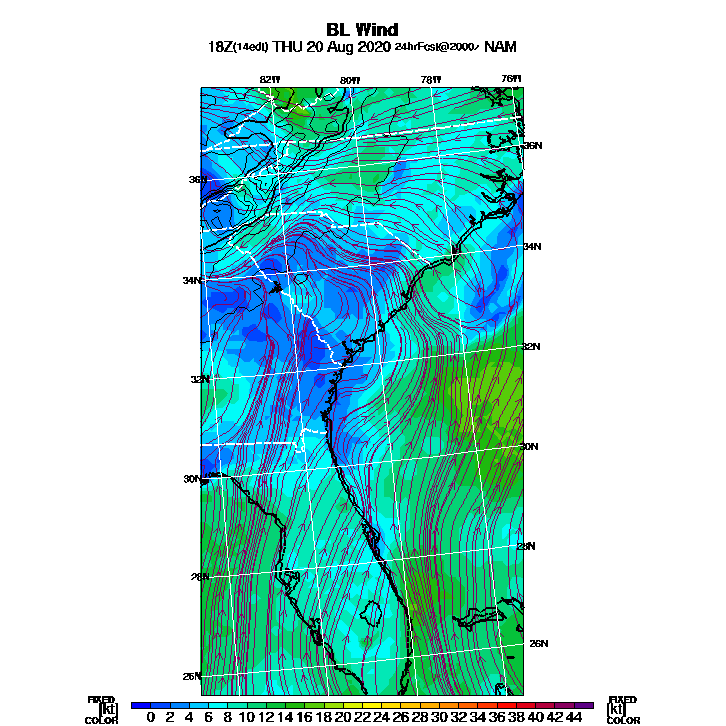 BL Wind
18Z(14edt) THU 20 Aug 2020 24hrFcst@2000z NAM
82W 80W 78W 76W
36N
36N
34N
34N
32N
32N
30N
30N
28N
28N
26N
26N
FIXED FIXED
[kt] 0 2 4 6 8 10 12 14 16 18 20 22 24 26 28 30 32 34 36 38 40 42 44 [kt]
COLOR COLOR